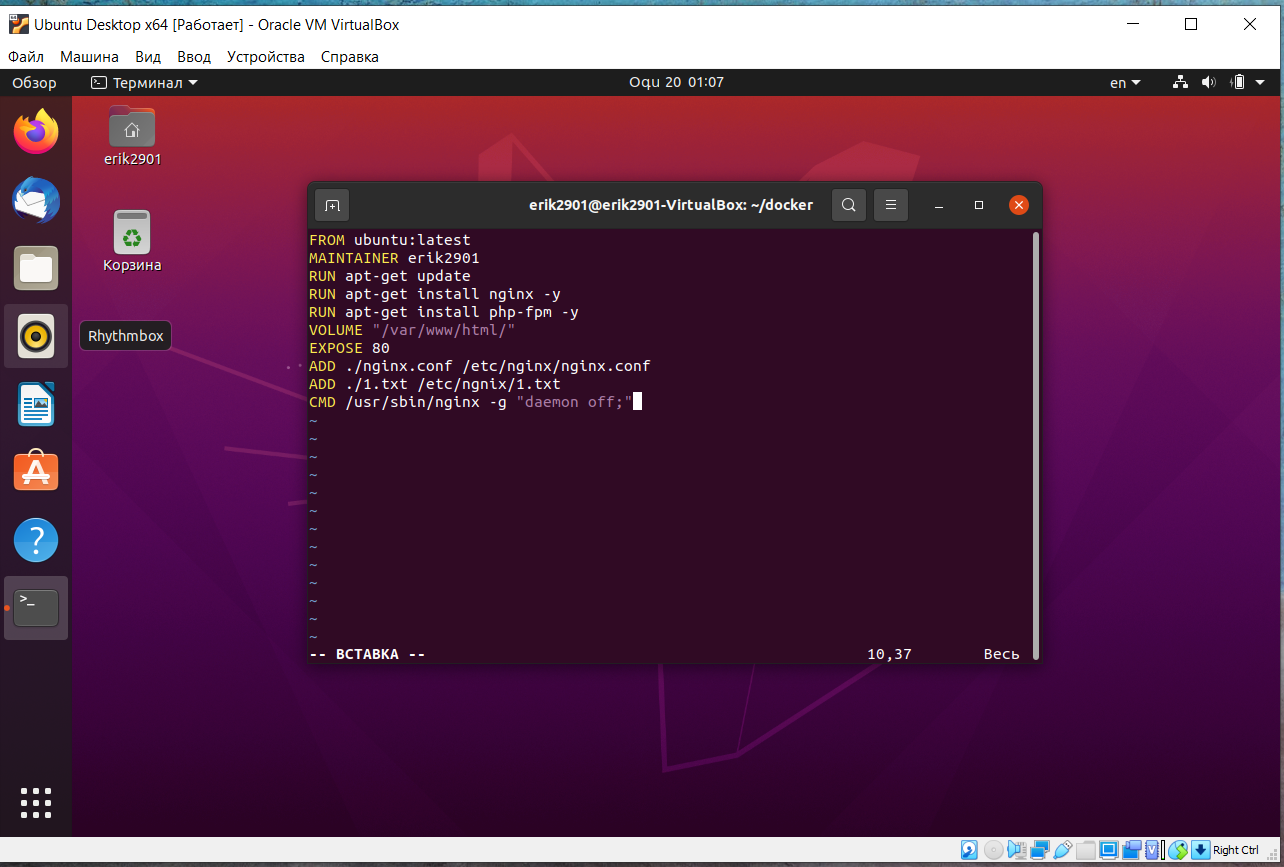 Ubuntu Desktop x64 [Работает] - Oracle VM VirtualBox
Файл Машина Вид Ввод Устройства Справка
Обзор Терминал Օգս 20 01:07 en
erik2901
Корзина
Rhythmbox
erik2901@erik2901-VirtualBox: ~/docker
FROM ubuntu:latest
MAINTAINER erik2901
RUN apt-get update
RUN apt-get install nginx -y
RUN apt-get install php-fpm -y
VOLUME "/var/www/html/"
EXPOSE 80
ADD ./nginx.conf /etc/nginx/nginx.conf
ADD ./1.txt /etc/ngnix/1.txt
CMD /usr/sbin/nginx -g "daemon off;"
~
~
~
~
~
~
~
~
~
~
~
~
~
-- ВСТАВКА -- 10,37 Весь
Right Ctrl